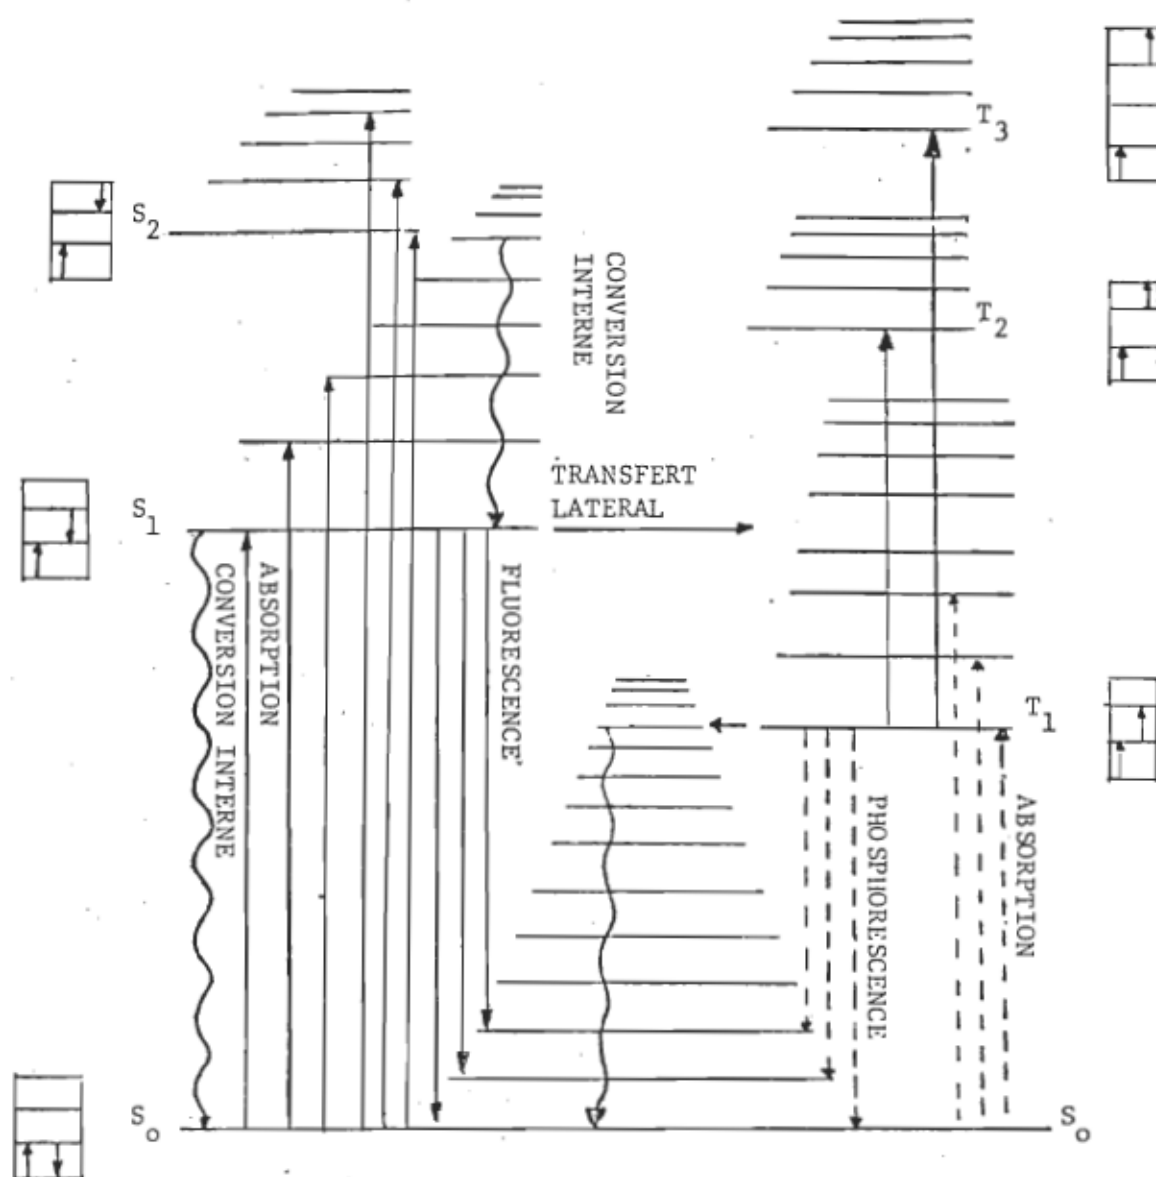 T3
S2
CONVERSION
INTERNE
T2
TRANSFERT
LATERAL
S1
ABSORPTION
CONVERSION INTERNE
FLUORESCENCE'
T1
PHOSPHORESCENCE
ABSORPTION
So
So